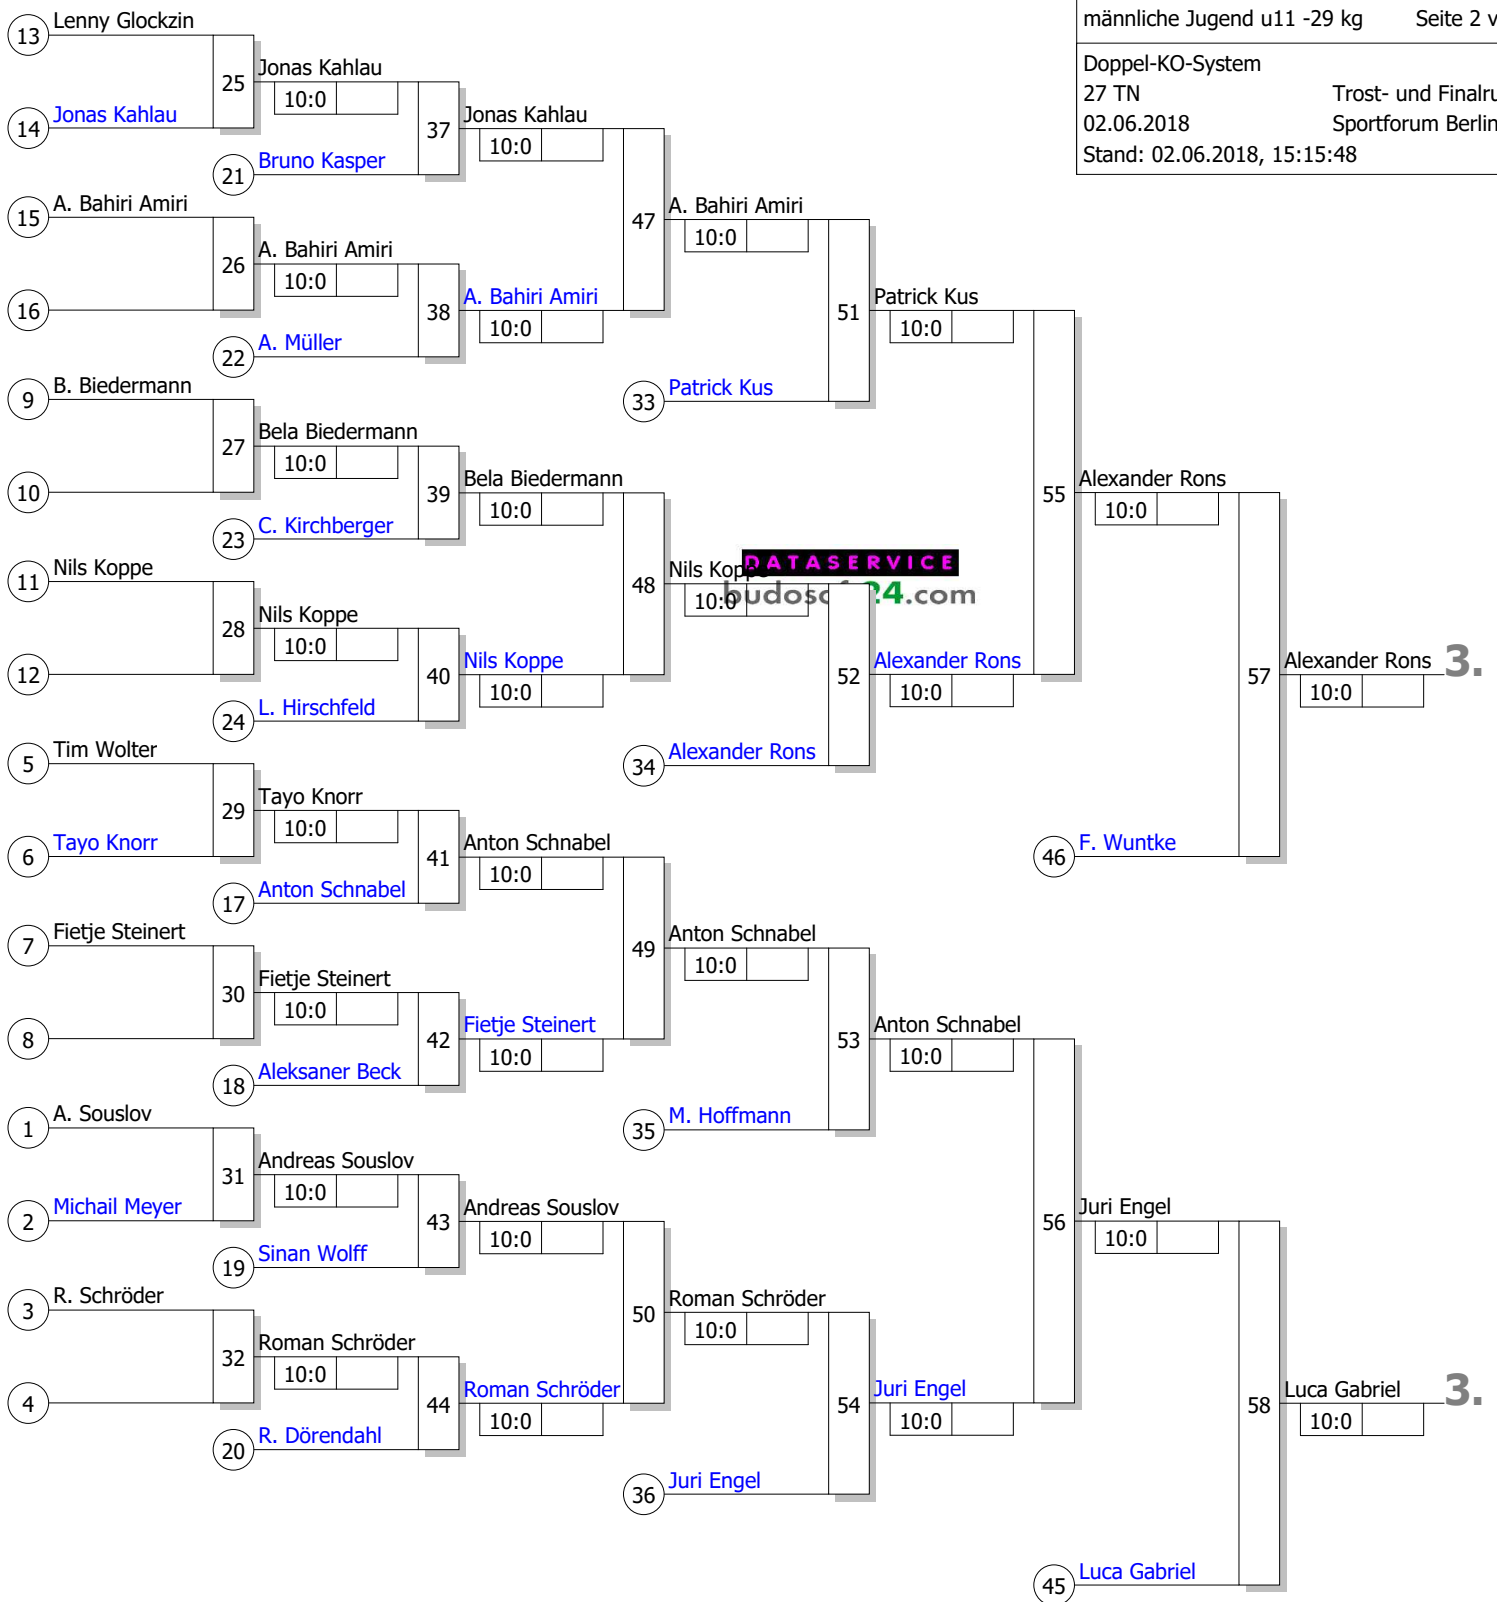 männliche Jugend u11 -29 kg Seite 2 v
Doppel-KO-System
27 TN Trost- und Finalru
02.06.2018 Sportforum Berlin
Stand: 02.06.2018, 15:15:48
13 Lenny Glockzin
25 Jonas Kahlau
10:0
14 Jonas Kahlau
37 Jonas Kahlau
10:0
21 Bruno Kasper
15 A. Bahiri Amiri
47 A. Bahiri Amiri
10:0
26 A. Bahiri Amiri
10:0
16
38 A. Bahiri Amiri
10:0
22 A. Müller
51 Patrick Kus
10:0
9 B. Biedermann
33 Patrick Kus
27 Bela Biedermann
10:0
10
39 Bela Biedermann
10:0
23 C. Kirchberger
55 Alexander Rons
10:0
11 Nils Koppe
48 Nils Koppe
10:0
DATASERVICE
24.com
28 Nils Koppe
10:0
12
40 Nils Koppe
10:0
24 L. Hirschfeld
52 Alexander Rons
10:0
57 Alexander Rons 3.
10:0
5 Tim Wolter
34 Alexander Rons
29 Tayo Knorr
10:0
6 Tayo Knorr
41 Anton Schnabel
10:0
46 F. Wuntke
17 Anton Schnabel
7 Fietje Steinert
49 Anton Schnabel
10:0
30 Fietje Steinert
10:0
8
42 Fietje Steinert
10:0
18 Aleksaner Beck
53 Anton Schnabel
10:0
1 A. Souslov
35 M. Hoffmann
31 Andreas Souslov
10:0
2 Michail Meyer
43 Andreas Souslov
10:0
19 Sinan Wolff
56 Juri Engel
10:0
3 R. Schröder
50 Roman Schröder
10:0
32 Roman Schröder
10:0
4
44 Roman Schröder
10:0
20 R. Dörendahl
54 Juri Engel
10:0
58 Luca Gabriel 3.
10:0
36 Juri Engel
45 Luca Gabriel